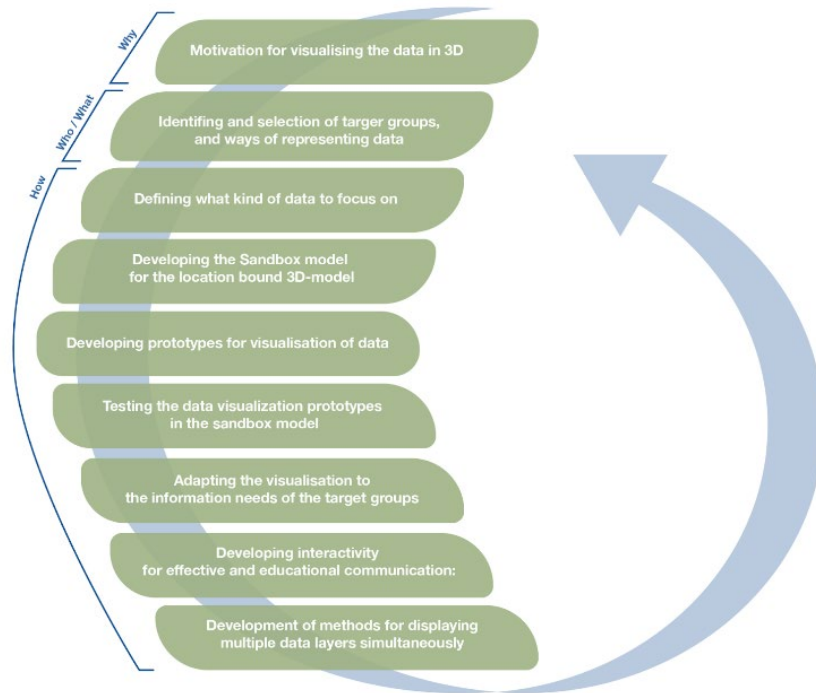 Why
Motivation for visualising the data in 3D
Who / What
Identifing and selection of targer groups,
and ways of representing data
How
Defining what kind of data to focus on
Developing the Sandbox model
for the location bound 3D-model
Developing prototypes for visualisation of data
Testing the data visualization prototypes
in the sandbox model
Adapting the visualisation to
the information needs of the target groups
Developing interactivity
for effective and educational communication:
Development of methods for displaying
multiple data layers simultaneously